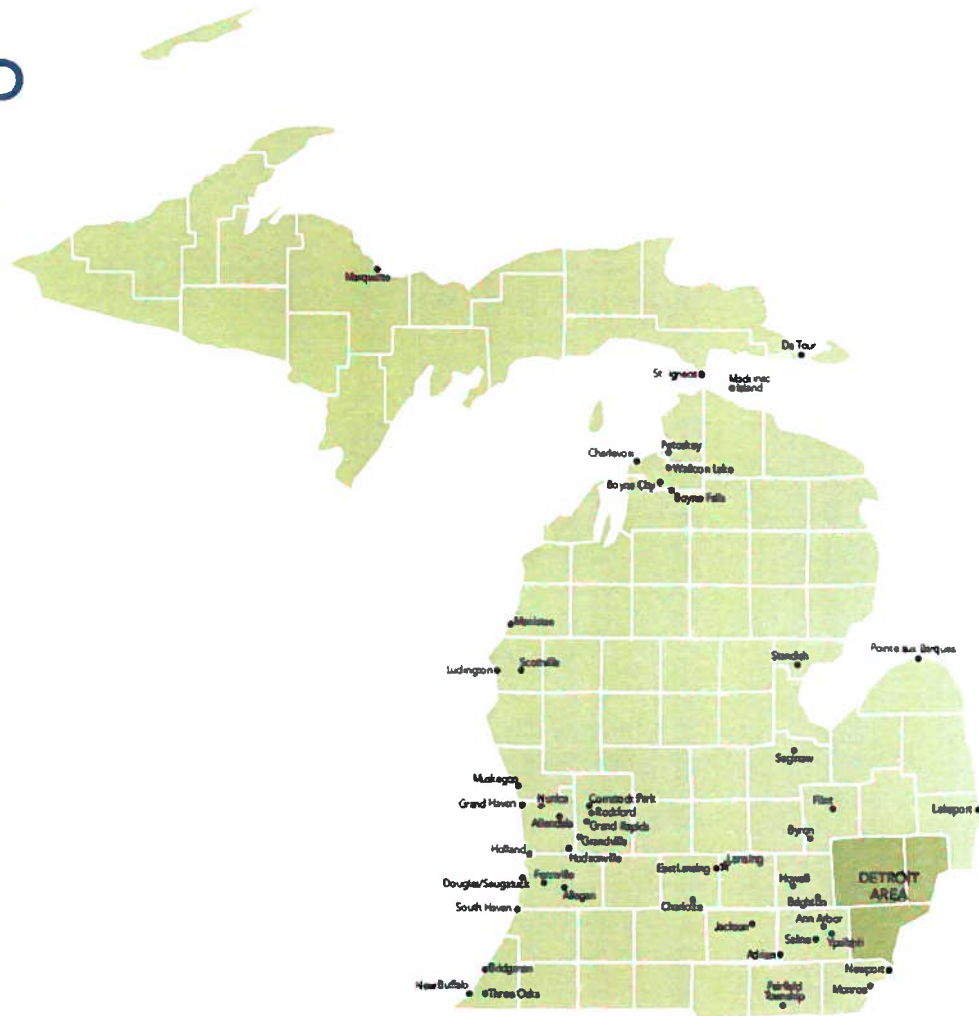 Marquette
De Tour
St Ignace
Mackinac
Island
Petoskey
Charlevoix
Walloon Lake
Boyne City
Boyne Falls
Manistee
Scottville
Ludington
Standish
Pointe aux Barques
Saginaw
Muskegon
Grand Haven
Nunica
Comstock Park
Rockford
Allendale
Grand Rapids
Grandville
Flint
Lakeport
Byron
Holland
Hudsonville
East Lansing
Lansing
Fennville
Douglas/Saugatuck
Allegan
Howell
DETROIT
AREA
Brighton
South Haven
Charlotte
Ann Arbor
Jackson
Saline
Ypsilanti
Adrian
Bridgman
Newport
New Buffalo
Three Oaks
Fairfield
Township
Monroe